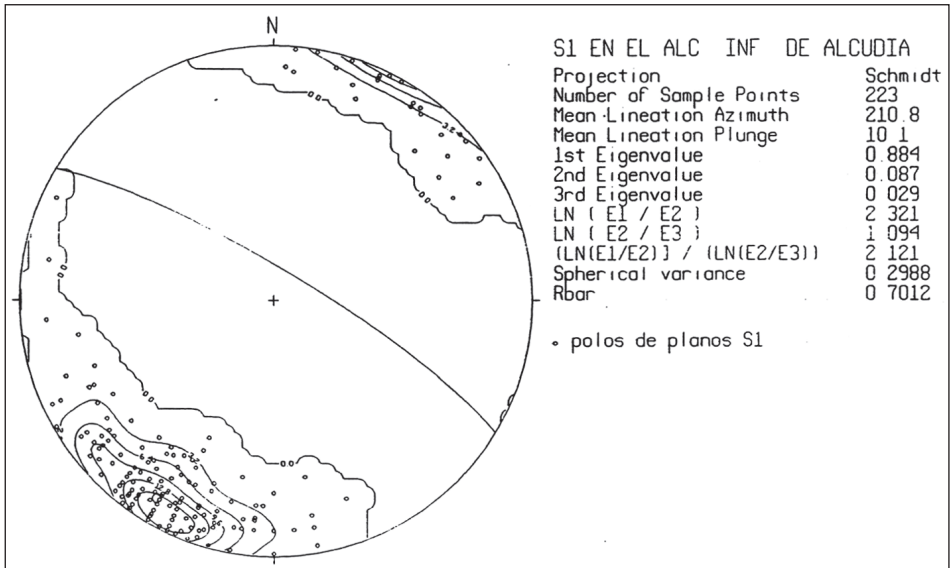 N
S1 EN EL ALC INF DE ALCUDIA
Projection Schmidt
Number of Sample Points 223
Mean Lineation Azimuth 210.8
Mean Lineation Plunge 10 1
1st Eigenvalue 0.884
2nd Eigenvalue 0.087
3rd Eigenvalue 0 029
LN ( E1 / E2 ) 2 321
LN ( E2 / E3 ) 1 094
(LN(E1/E2)) / (LN(E2/E3)) 2 121
Spherical variance 0 2988
Rbar 0 7012
polos de planos S1